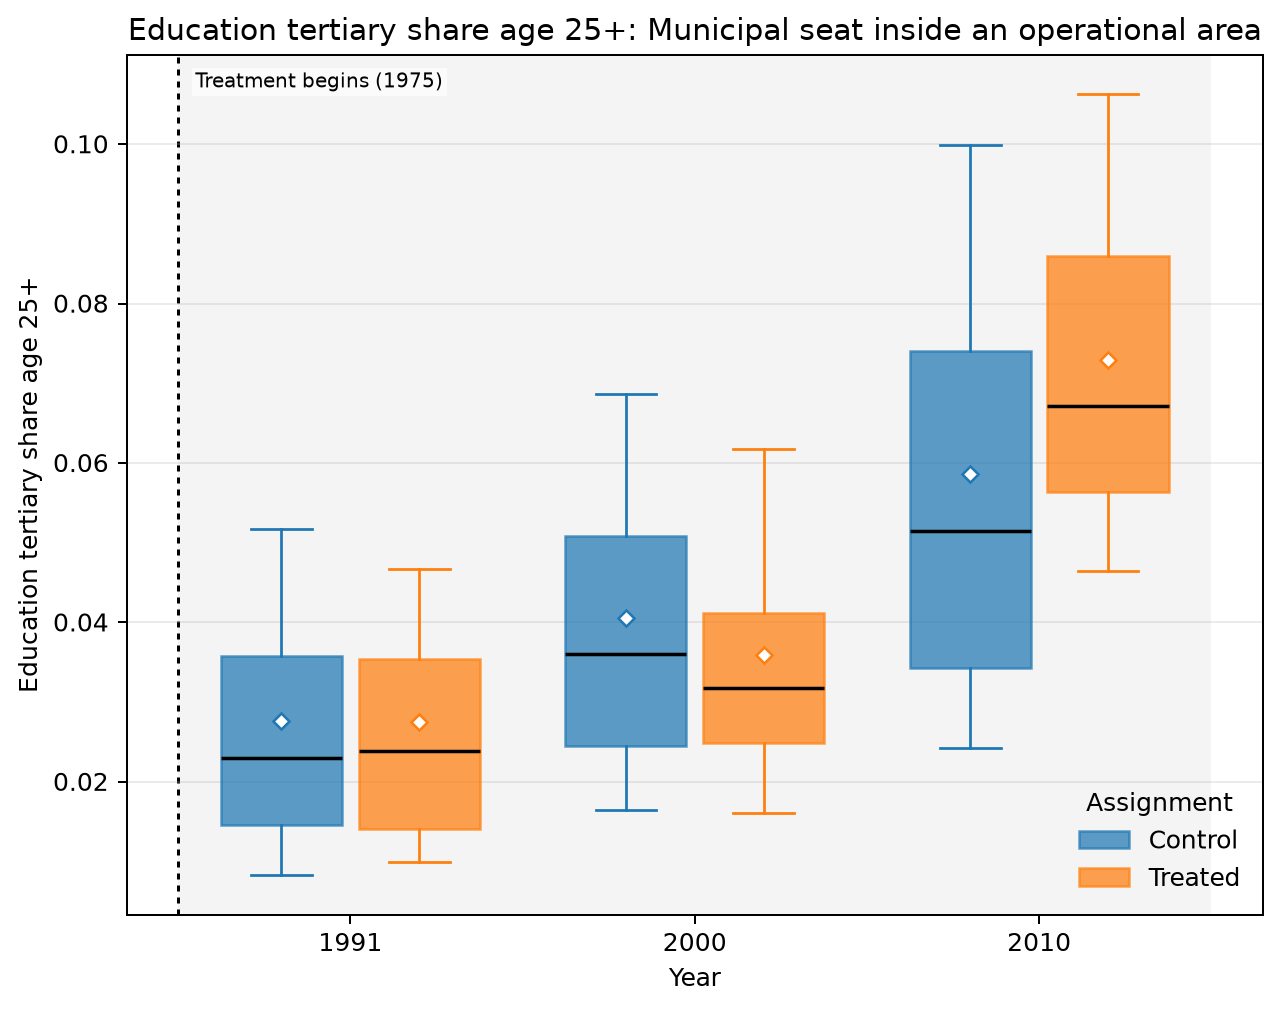 Education tertiary share age 25+: Municipal seat inside an operational area
Treatment begins (1975)
Education tertiary share age 25+
0.10
0.08
0.06
0.04
0.02
Assignment
Control
Treated
1991
2000
2010
Year